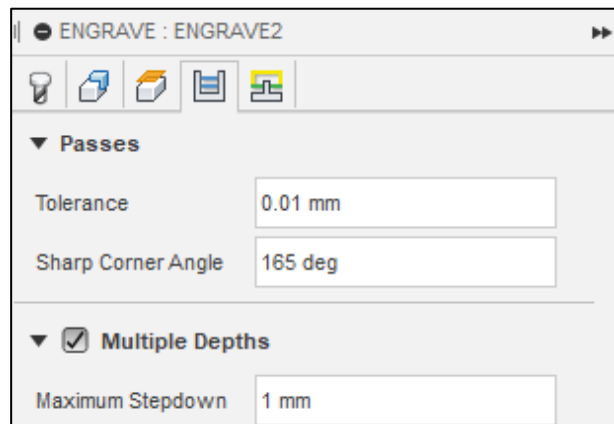 ENGRAVE : ENGRAVE2
Passes
Tolerance 0.01 mm
Sharp Corner Angle 165 deg
Multiple Depths
Maximum Stepdown 1 mm